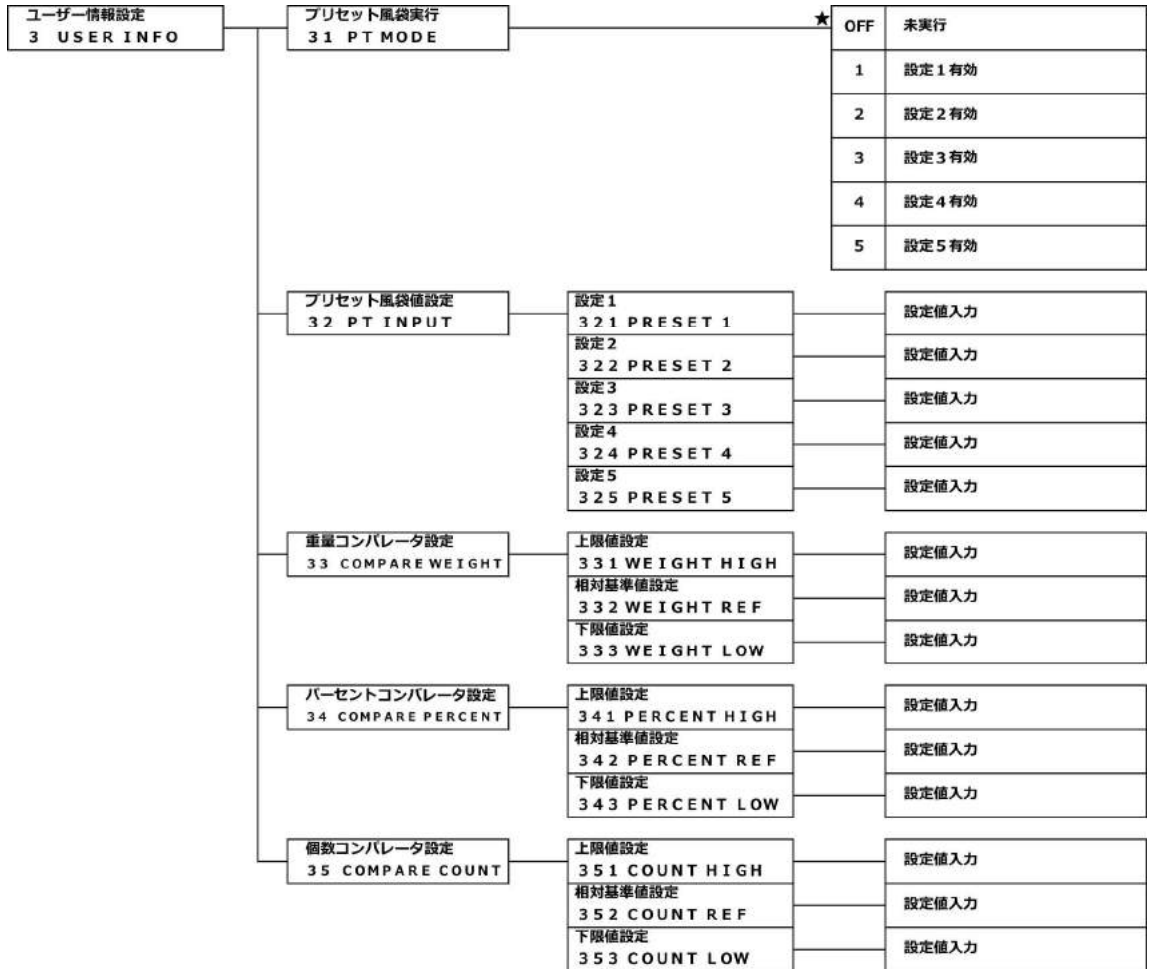 ユーザー情報設定
3 USER INFO
プリセット風袋実行
31 PT MODE
★
OFF 未実行
1 設定1有効
2 設定2有効
3 設定3有効
4 設定4有効
5 設定5有効
プリセット風袋値設定
32 PT INPUT
設定1
321 PRESET 1
設定値入力
設定2
322 PRESET 2
設定値入力
設定3
323 PRESET 3
設定値入力
設定4
324 PRESET 4
設定値入力
設定5
325 PRESET 5
設定値入力
重量コンパレータ設定
33 COMPARE WEIGHT
上限値設定
331 WEIGHT HIGH
設定値入力
相対基準値設定
332 WEIGHT REF
設定値入力
下限値設定
333 WEIGHT LOW
設定値入力
パーセントコンパレータ設定
34 COMPARE PERCENT
上限値設定
341 PERCENT HIGH
設定値入力
相対基準値設定
342 PERCENT REF
設定値入力
下限値設定
343 PERCENT LOW
設定値入力
個数コンパレータ設定
35 COMPARE COUNT
上限値設定
351 COUNT HIGH
設定値入力
相対基準値設定
352 COUNT REF
設定値入力
下限値設定
353 COUNT LOW
設定値入力